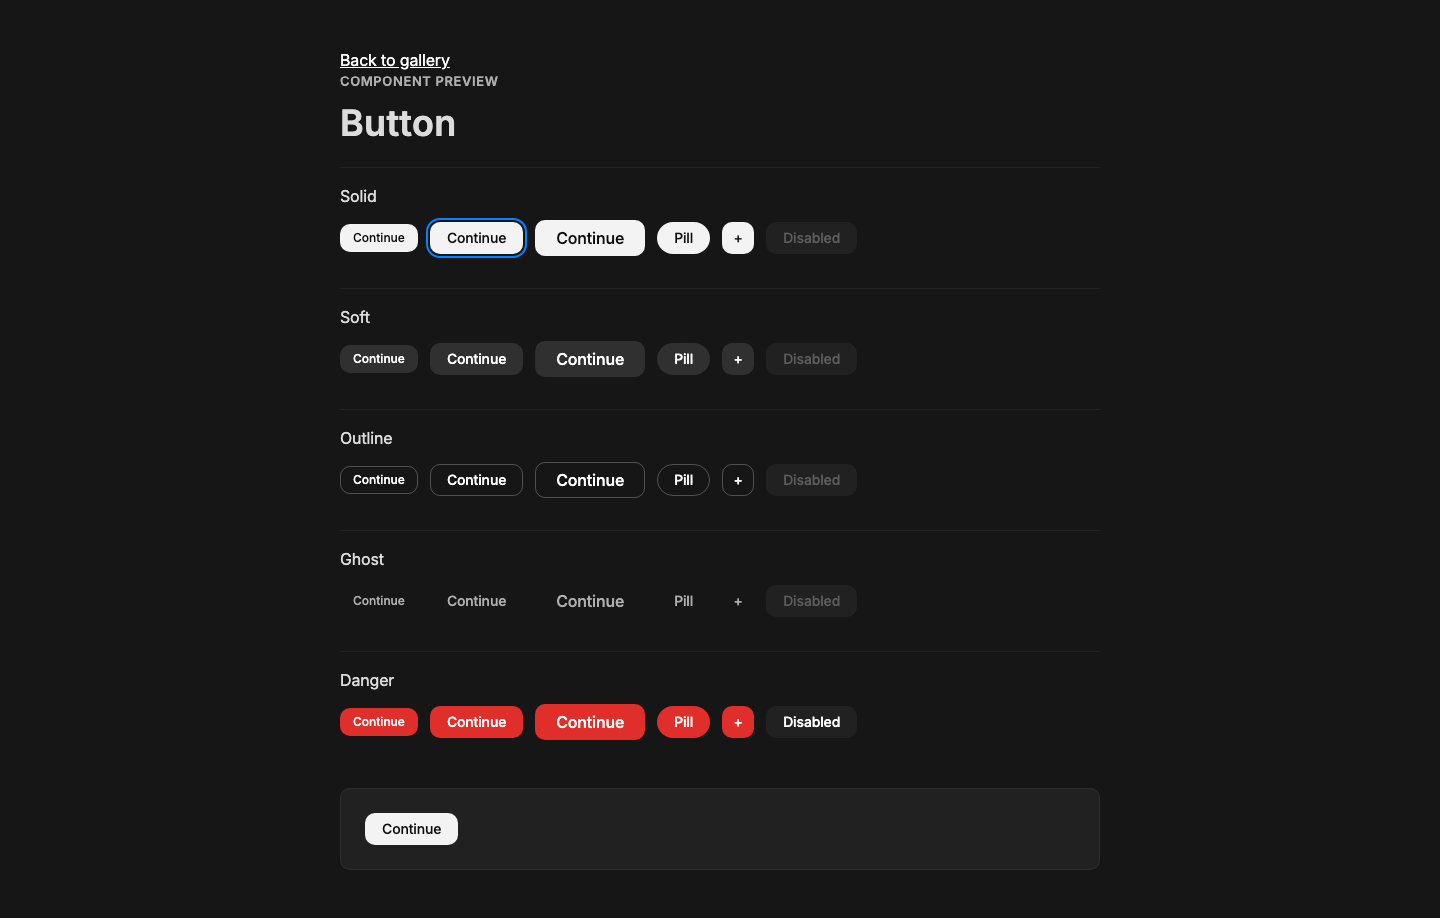 Back to gallery
COMPONENT PREVIEW
Button
Solid
Continue Continue Continue Pill + Disabled
Soft
Continue Continue Continue Pill + Disabled
Outline
Continue Continue Continue Pill + Disabled
Ghost
Continue Continue Continue Pill + Disabled
Danger
Continue Continue Continue Pill + Disabled
Continue